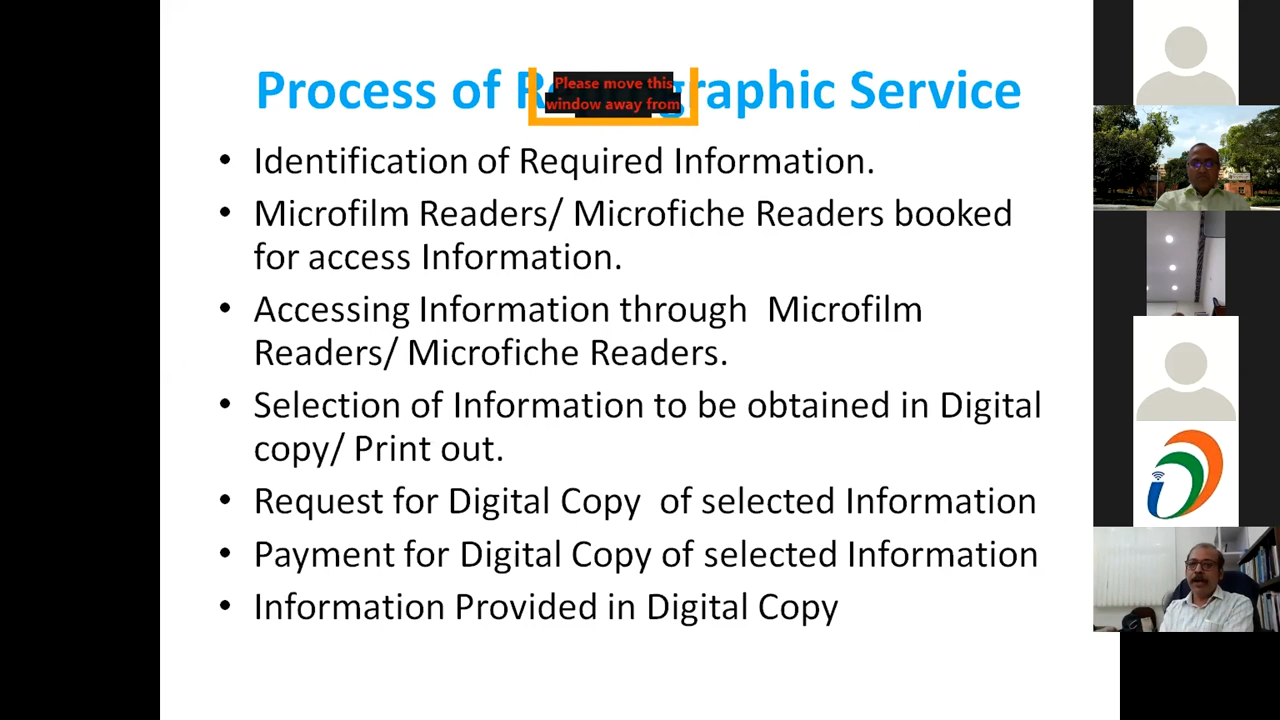 Process of R graphic Service
Please move this
window away from
• Identification of Required Information.
• Microfilm Readers/ Microfiche Readers booked
for access Information.
• Accessing Information through  Microfilm
Readers/ Microfiche Readers.
• Selection of Information to be obtained in Digital
copy/ Print out.
• Request for Digital Copy  of selected Information
• Payment for Digital Copy of selected Information
• Information Provided in Digital Copy